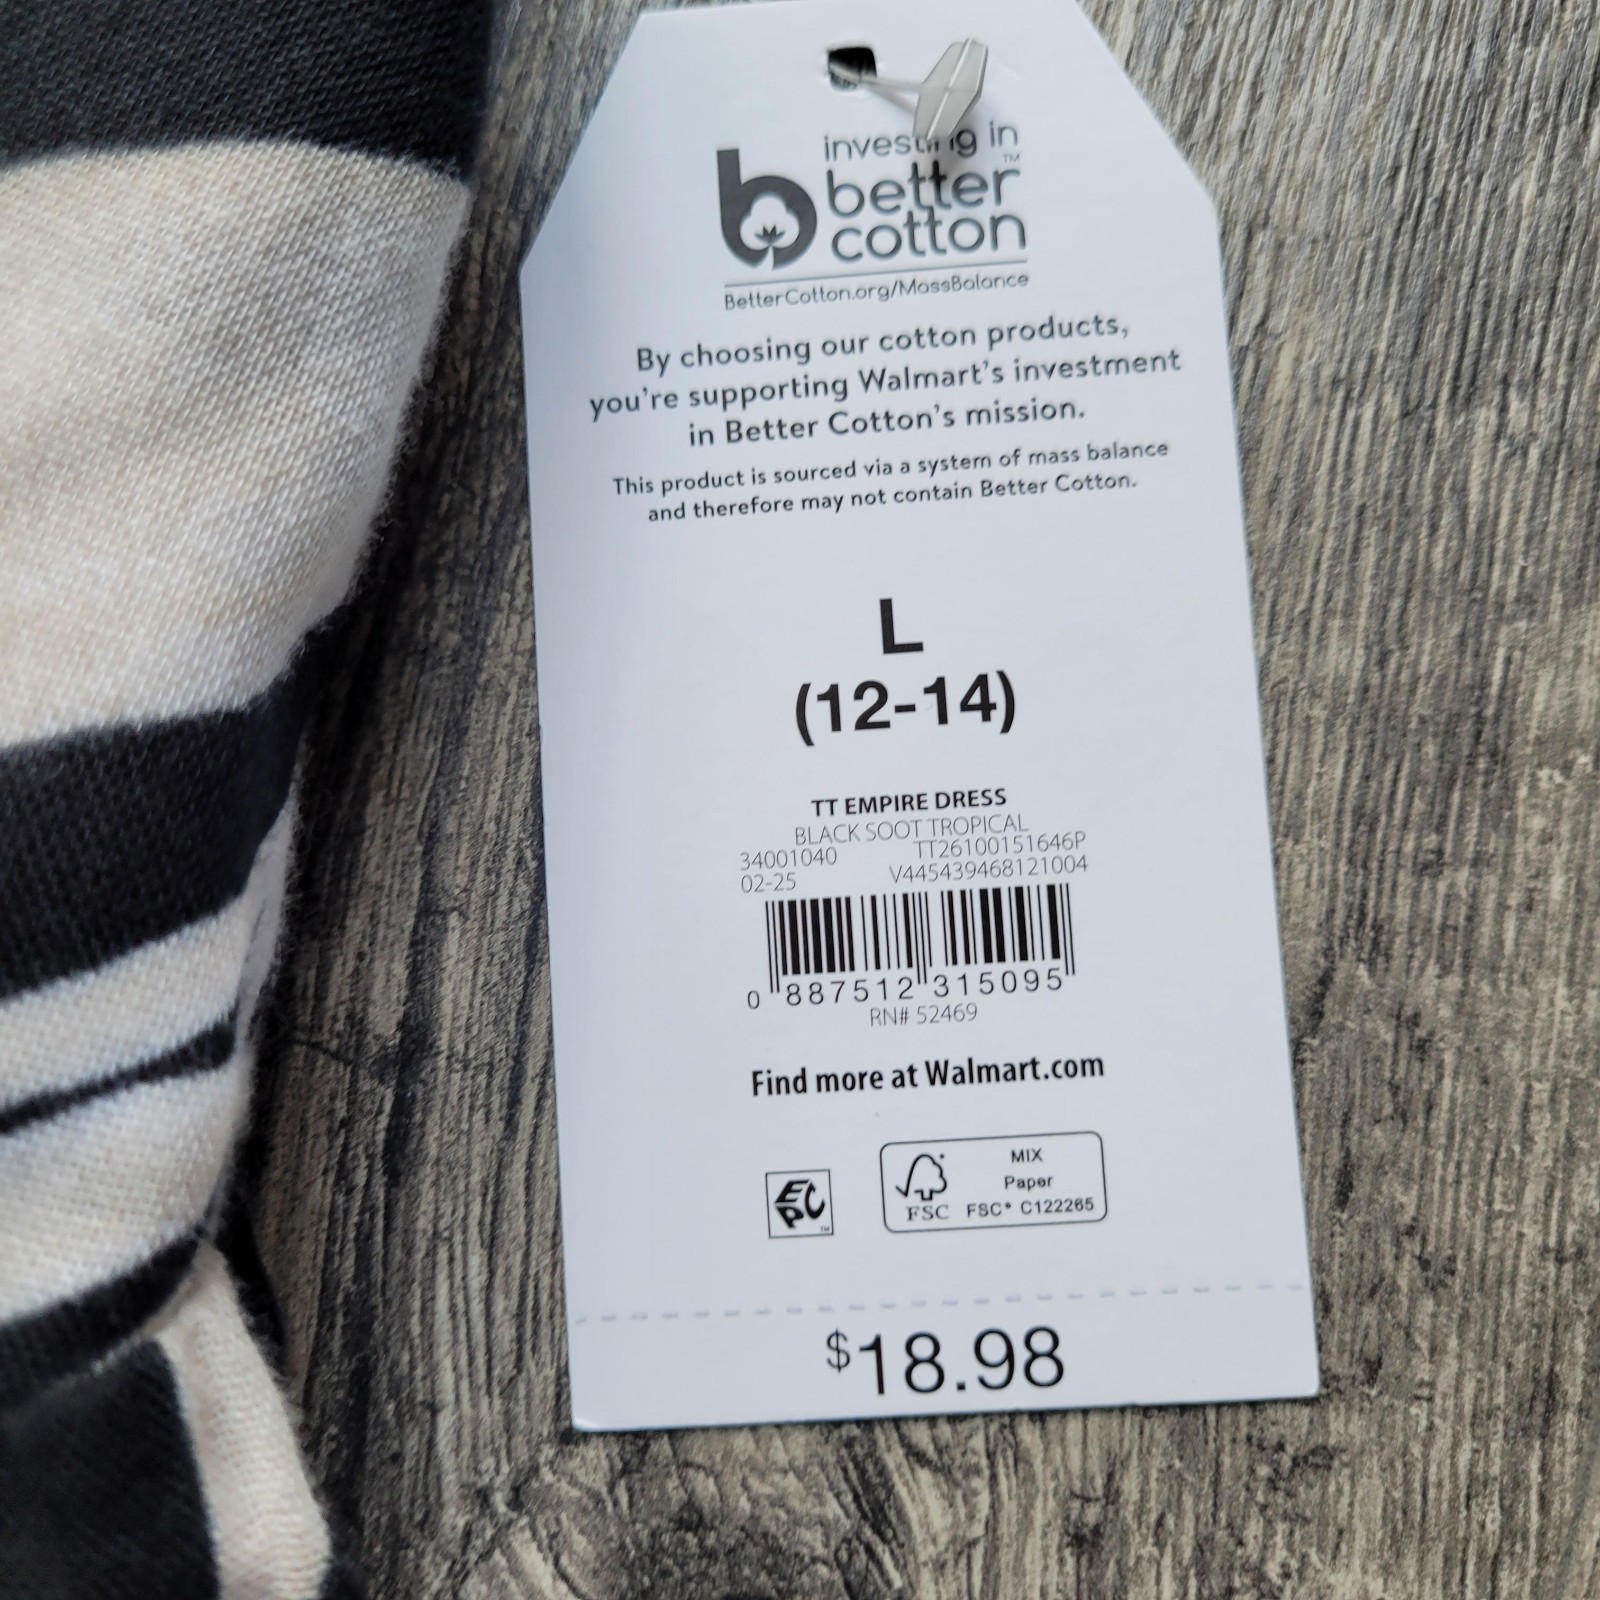 investing in
better™
cotton
BetterCotton.org/MassBalance
By choosing our cotton products,
you're supporting Walmart's investment
in Better Cotton's mission.
This product is sourced via a system of mass balance
and therefore may not contain Better Cotton.
L
(12-14)
TT EMPIRE DRESS
BLACK SOOT TROPICAL
34001040 TT26100151646P
02-25 V445439468121004
0 887512 315095
RN# 52469
Find more at Walmart.com
EPC™
MIX
Paper
FSC FSC® C122265
$18.98